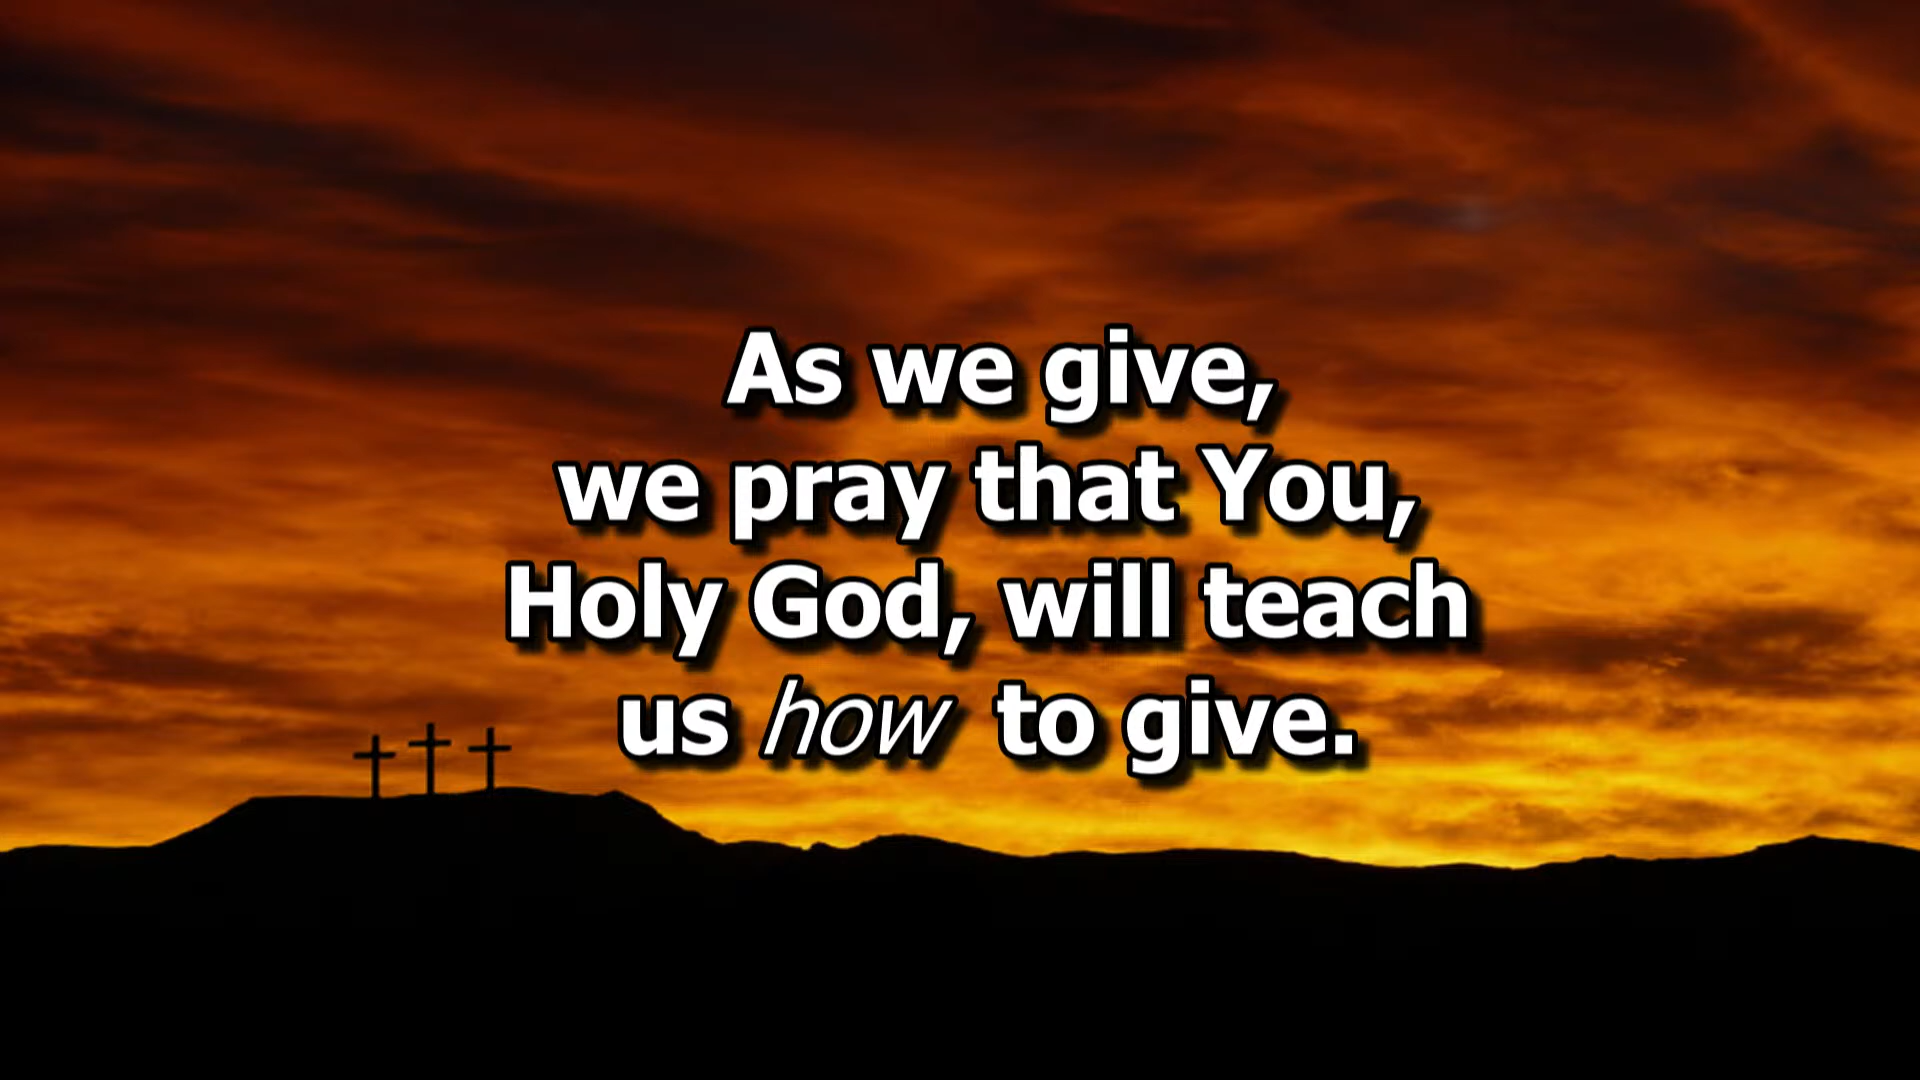 As we give,
we pray that You,
Holy God, will teach
us how to give.